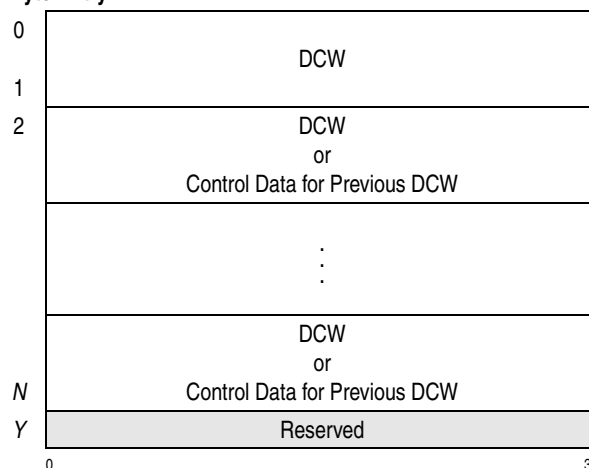 0
DCW
1
2 DCW
or
Control Data for Previous DCW
.
.
.
DCW
or
N Control Data for Previous DCW
Y Reserved
0 3